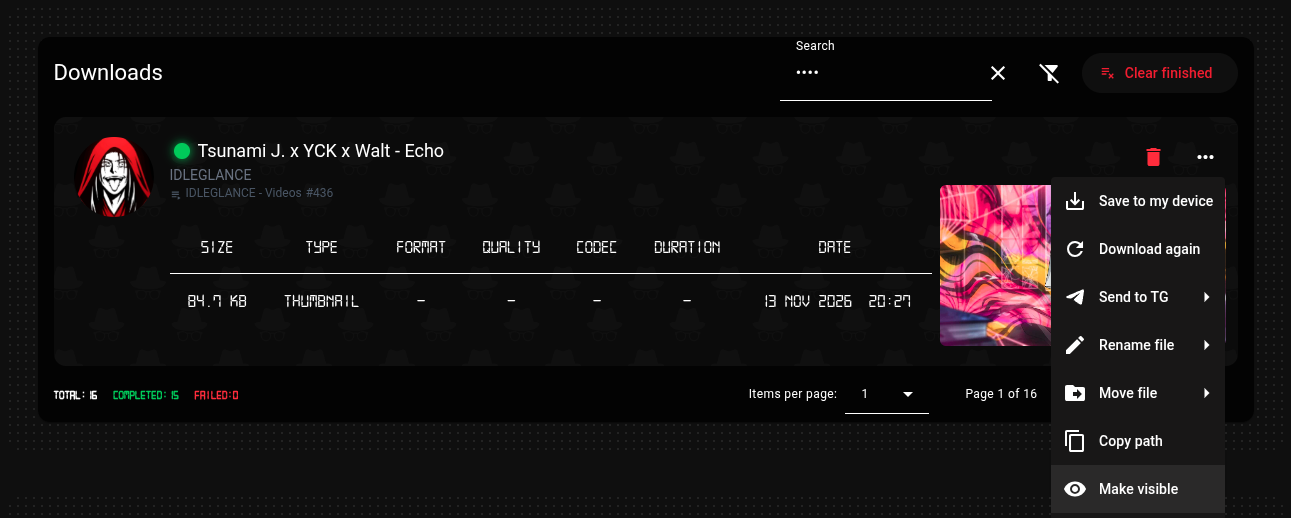 Search
Downloads
••••
Clear finished
Tsunami J. x YCK x Walt - Echo
IDLEGLANCE
IDLEGLANCE - Videos #436
SIZE TYPE FORMAT QUALITY CODEC DURATION DATE
84.7 KB THUMBNAIL – – – – 13 NOV 2026 20:27
Save to my device
Download again
Send to TG
Rename file
Move file
Copy path
Make visible
TOTAL: 16 COMPLETED: 15 FAILED:0
Items per page: 1 Page 1 of 16